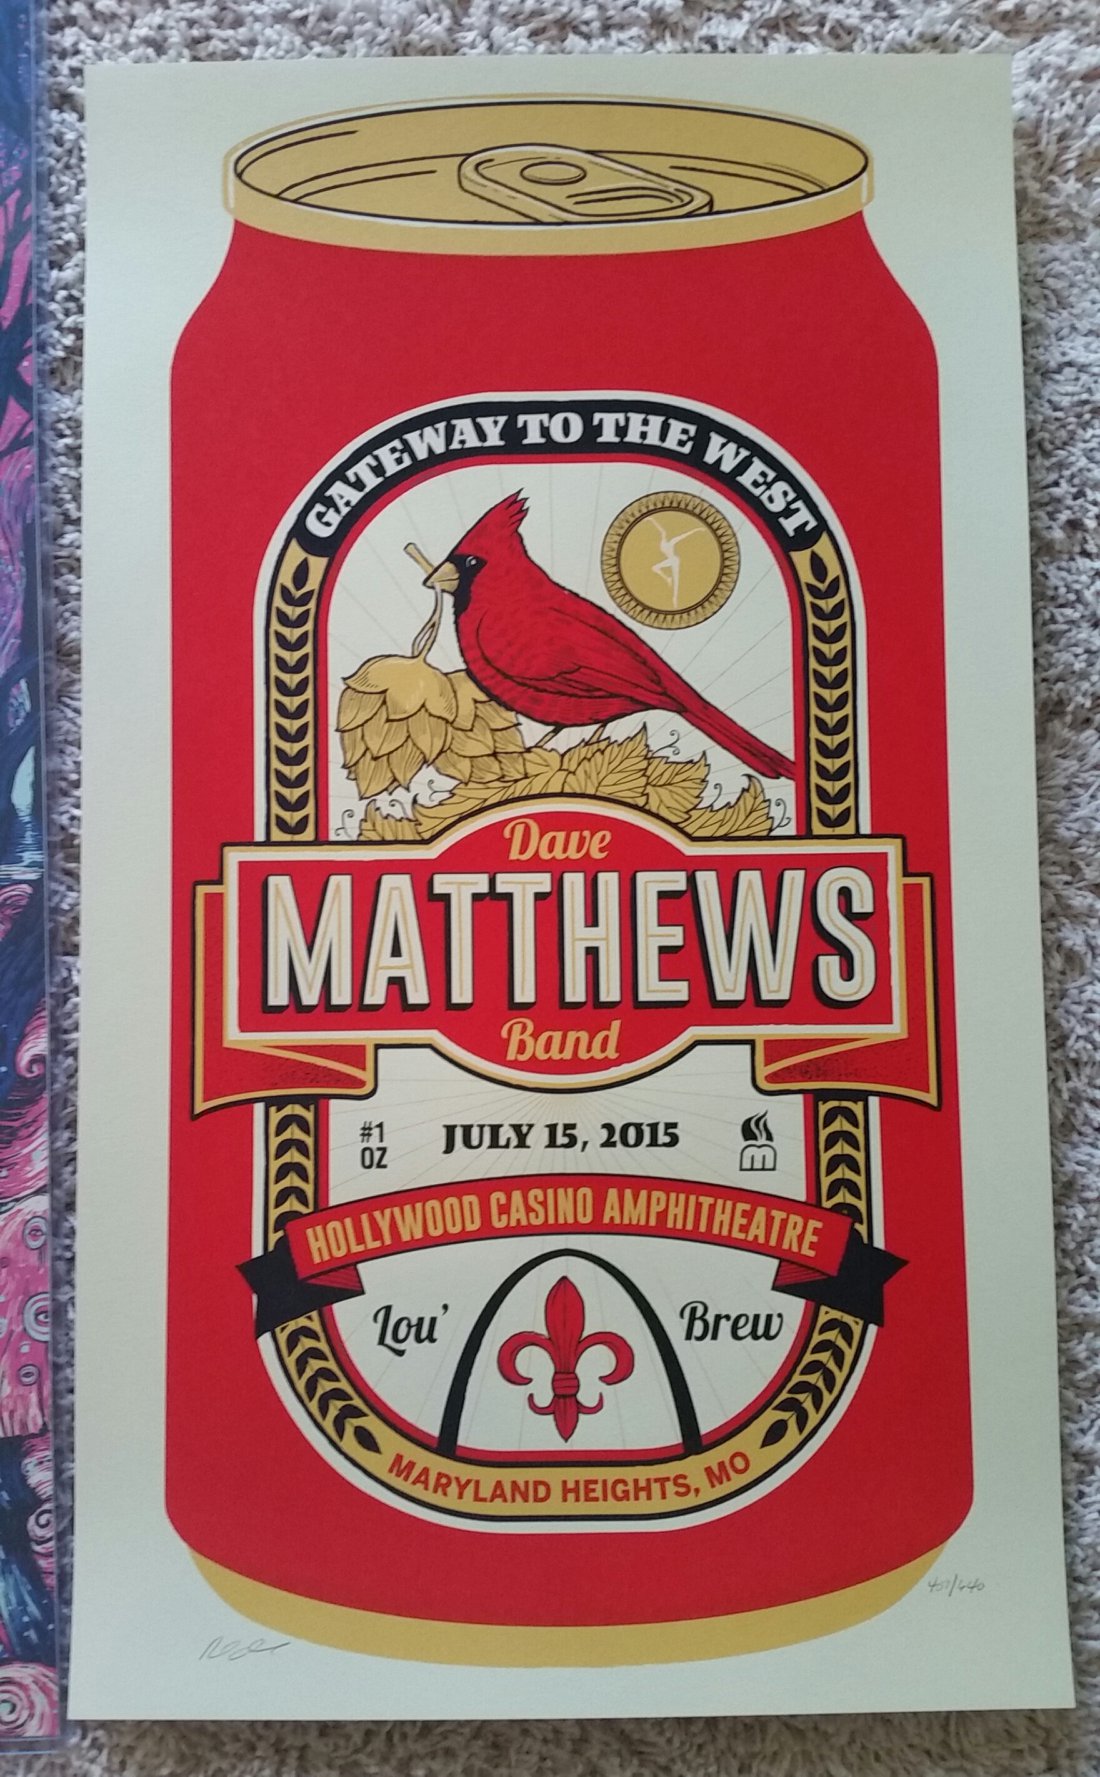 GATEWAY TO THE WEST
Dave
MATTHEWS
Band
#1
OZ
JULY 15, 2015
HOLLYWOOD CASINO AMPHITHEATRE
Lou' Brew
MARYLAND HEIGHTS, MO